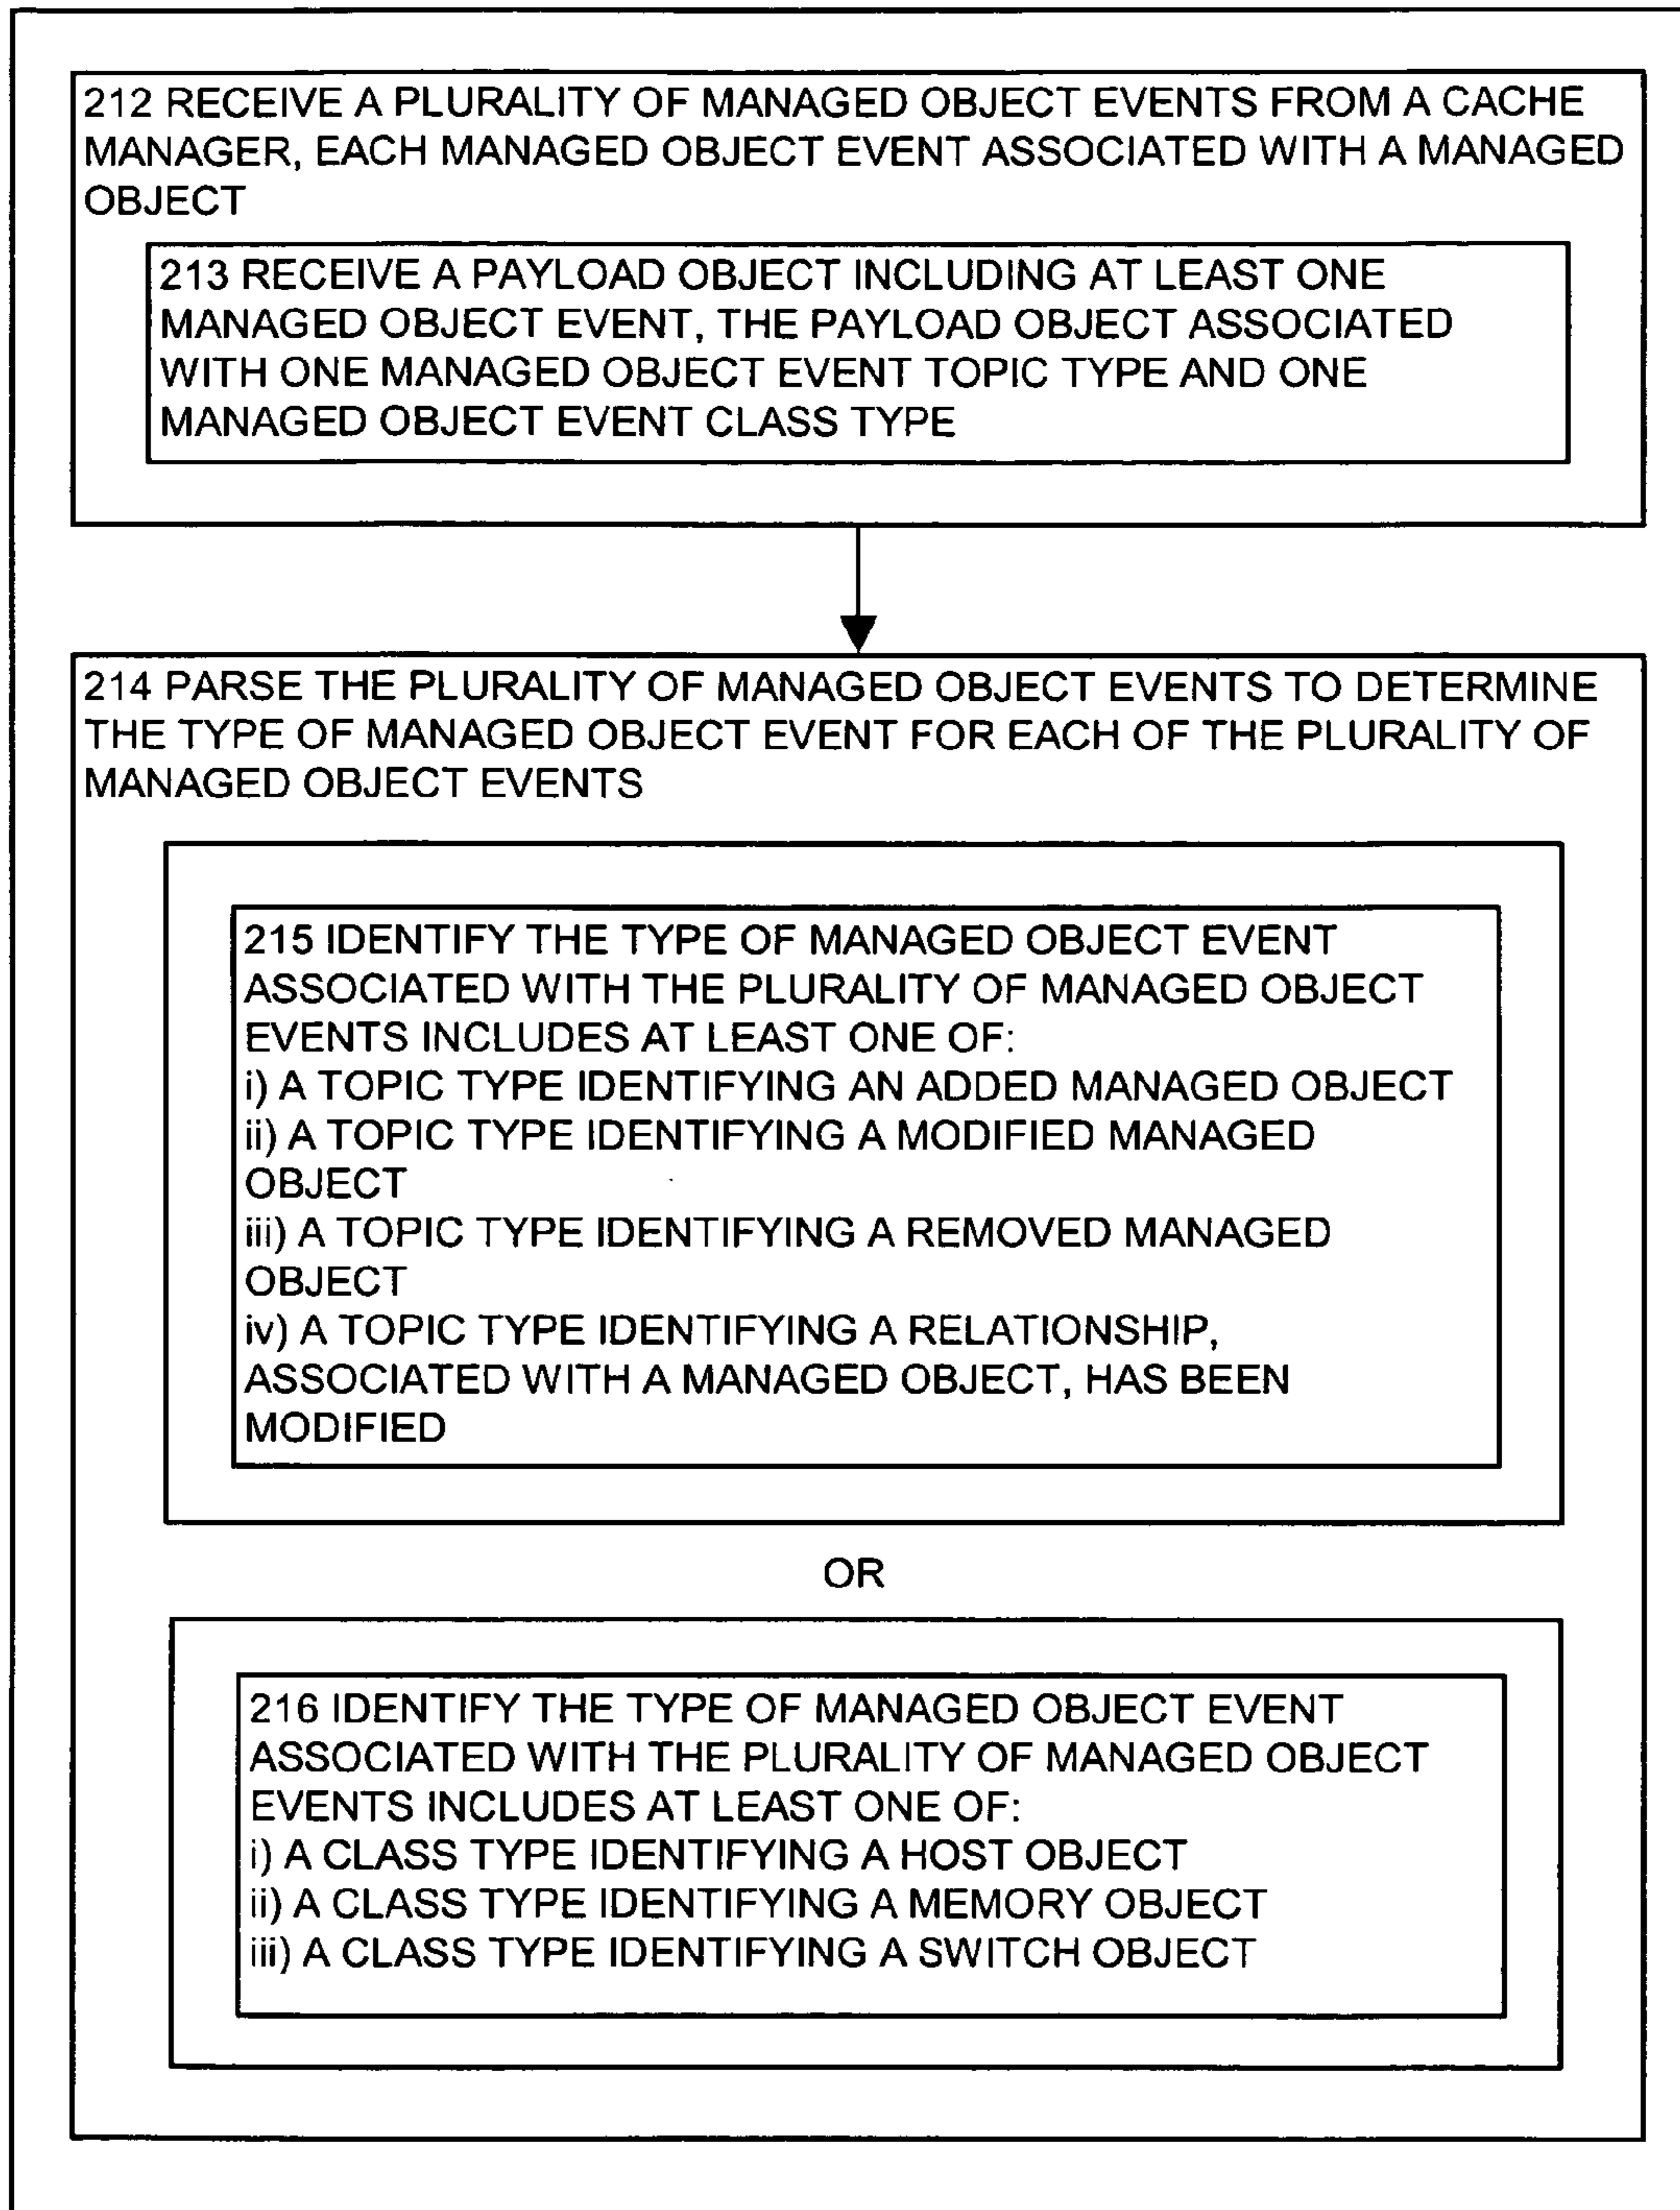 212 RECEIVE A PLURALITY OF MANAGED OBJECT EVENTS FROM A CACHE
MANAGER, EACH MANAGED OBJECT EVENT ASSOCIATED WITH A MANAGED
OBJECT
213 RECEIVE A PAYLOAD OBJECT INCLUDING AT LEAST ONE
MANAGED OBJECT EVENT, THE PAYLOAD OBJECT ASSOCIATED
WITH ONE MANAGED OBJECT EVENT TOPIC TYPE AND ONE
MANAGED OBJECT EVENT CLASS TYPE
214 PARSE THE PLURALITY OF MANAGED OBJECT EVENTS TO DETERMINE
THE TYPE OF MANAGED OBJECT EVENT FOR EACH OF THE PLURALITY OF
MANAGED OBJECT EVENTS
215 IDENTIFY THE TYPE OF MANAGED OBJECT EVENT
ASSOCIATED WITH THE PLURALITY OF MANAGED OBJECT
EVENTS INCLUDES AT LEAST ONE OF:
i) A TOPIC TYPE IDENTIFYING AN ADDED MANAGED OBJECT
ii) A TOPIC TYPE IDENTIFYING A MODIFIED MANAGED
OBJECT
iii) A TOPIC TYPE IDENTIFYING A REMOVED MANAGED
OBJECT
iv) A TOPIC TYPE IDENTIFYING A RELATIONSHIP,
ASSOCIATED WITH A MANAGED OBJECT, HAS BEEN
MODIFIED
OR
216 IDENTIFY THE TYPE OF MANAGED OBJECT EVENT
ASSOCIATED WITH THE PLURALITY OF MANAGED OBJECT
EVENTS INCLUDES AT LEAST ONE OF:
i) A CLASS TYPE IDENTIFYING A HOST OBJECT
ii) A CLASS TYPE IDENTIFYING A MEMORY OBJECT
iii) A CLASS TYPE IDENTIFYING A SWITCH OBJECT